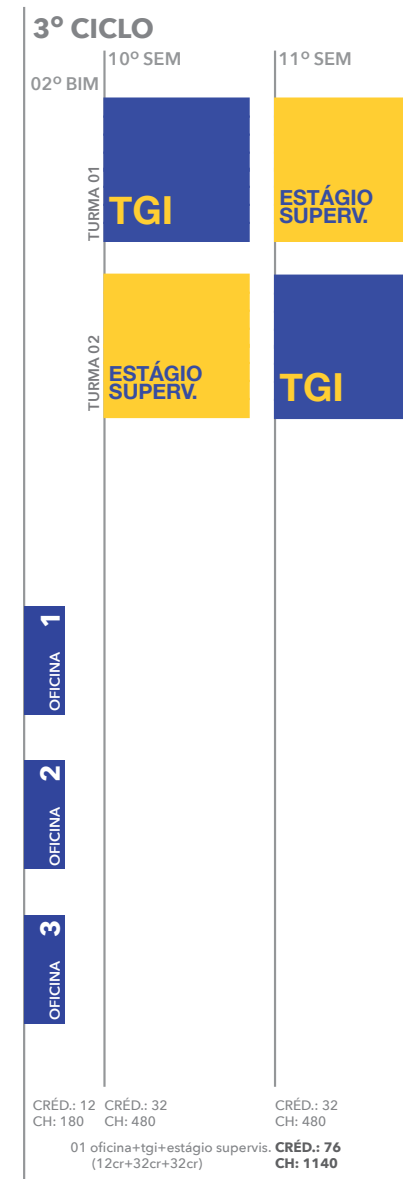 3º CICLO
10º SEM
11º SEM
02º BIM
TURMA 01
TGI
ESTÁGIO
SUPERV.
TURMA 02
ESTÁGIO
SUPERV.
TGI
OFICINA 1
OFICINA 2
OFICINA 3
CRÉD.: 12 CRÉD.: 32 CRÉD.: 32
CH: 180 CH: 480 CH: 480
01 oficina+tgi+estágio supervis. CRÉD.: 76
(12cr+32cr+32cr) CH: 1140